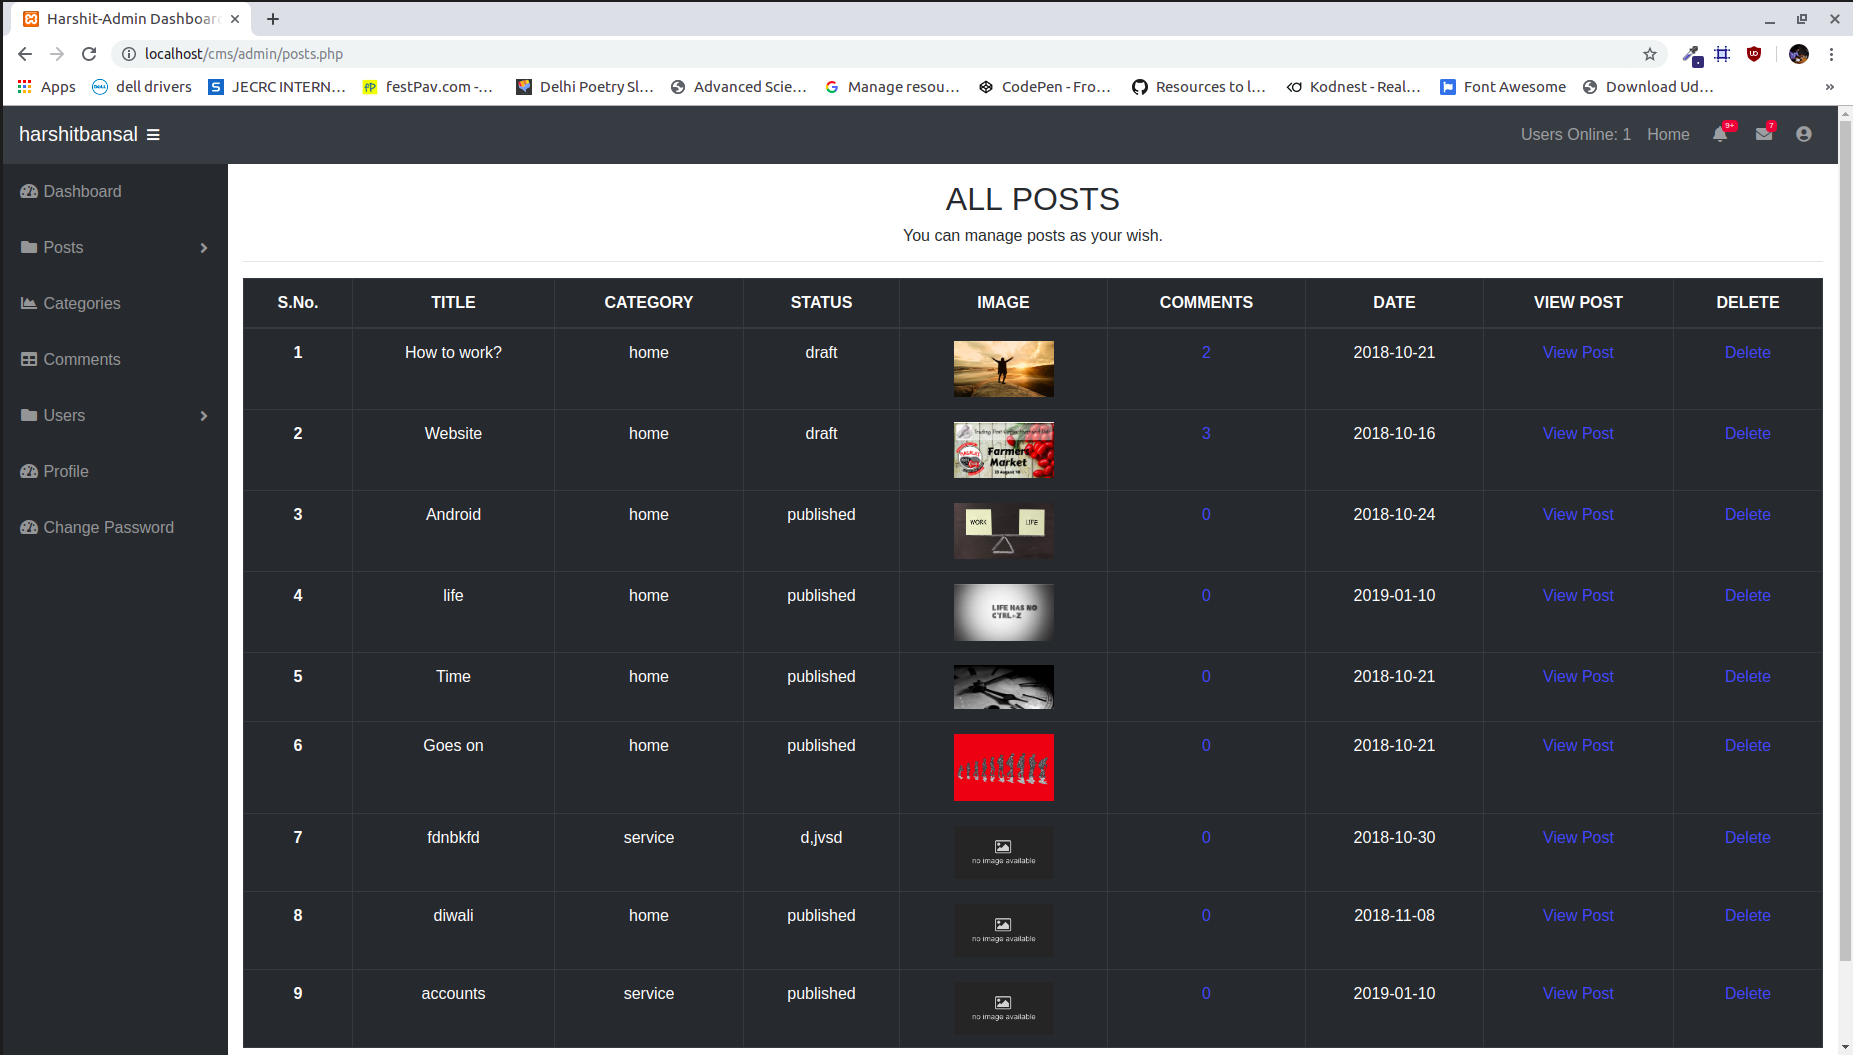 Harshit-Admin Dashboar
localhost/cms/admin/posts.php
Apps dell drivers JECRC INTERN... festPav.com -... Delhi Poetry Sl... Advanced Scie... Manage resou... CodePen - Fro... Resources to l... Kodnest - Real... Font Awesome Download Ud... »
harshitbansal Users Online: 1 Home 9+ 7
Dashboard
Posts
Categories
Comments
Users
Profile
Change Password
ALL POSTS
You can manage posts as your wish.
S.No. TITLE CATEGORY STATUS IMAGE COMMENTS DATE VIEW POST DELETE
1 How to work? home draft 2 2018-10-21 View Post Delete
2 Website home draft 3 2018-10-16 View Post Delete
Farmers
Market
3 Android home published 0 2018-10-24 View Post Delete
WORK LIFE
4 life home published 0 2019-01-10 View Post Delete
LIFE HAS NO
CTRL+Z
5 Time home published 0 2018-10-21 View Post Delete
6 Goes on home published 0 2018-10-21 View Post Delete
7 fdnbkfd service d,jvsd 0 2018-10-30 View Post Delete
no image available
8 diwali home published 0 2018-11-08 View Post Delete
no image available
9 accounts service published 0 2019-01-10 View Post Delete
no image available